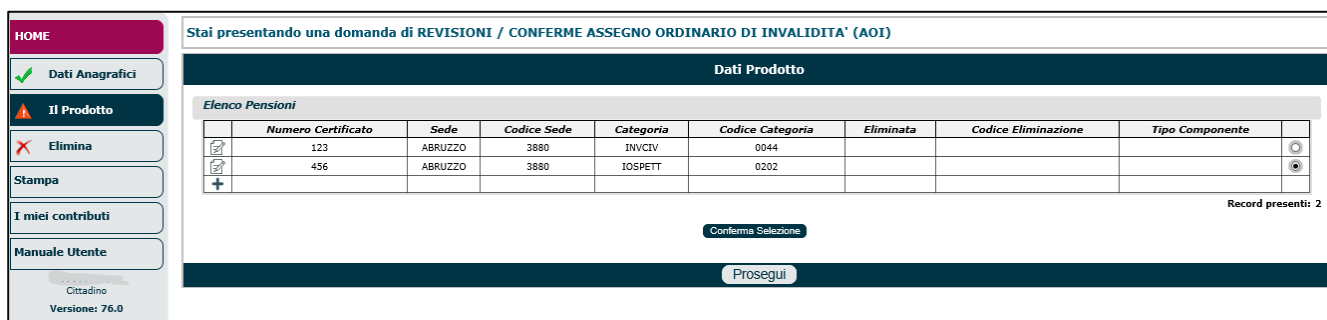 HOME
Dati Anagrafici
Il Prodotto
Elimina
Stampa
I miei contributi
Manuale Utente
Cittadino
Versione: 76.0
Stai presentando una domanda di REVISIONI / CONFERME ASSEGNO ORDINARIO DI INVALIDITA' (AOI)
Dati Prodotto
Elenco Pensioni
Numero Certificato Sede Codice Sede Categoria Codice Categoria Eliminata Codice Eliminazione Tipo Componente
123 ABRUZZO 3880 INVCIV 0044
456 ABRUZZO 3880 IOSPETT 0202
Record presenti: 2
Conferma Selezione
Prosegui